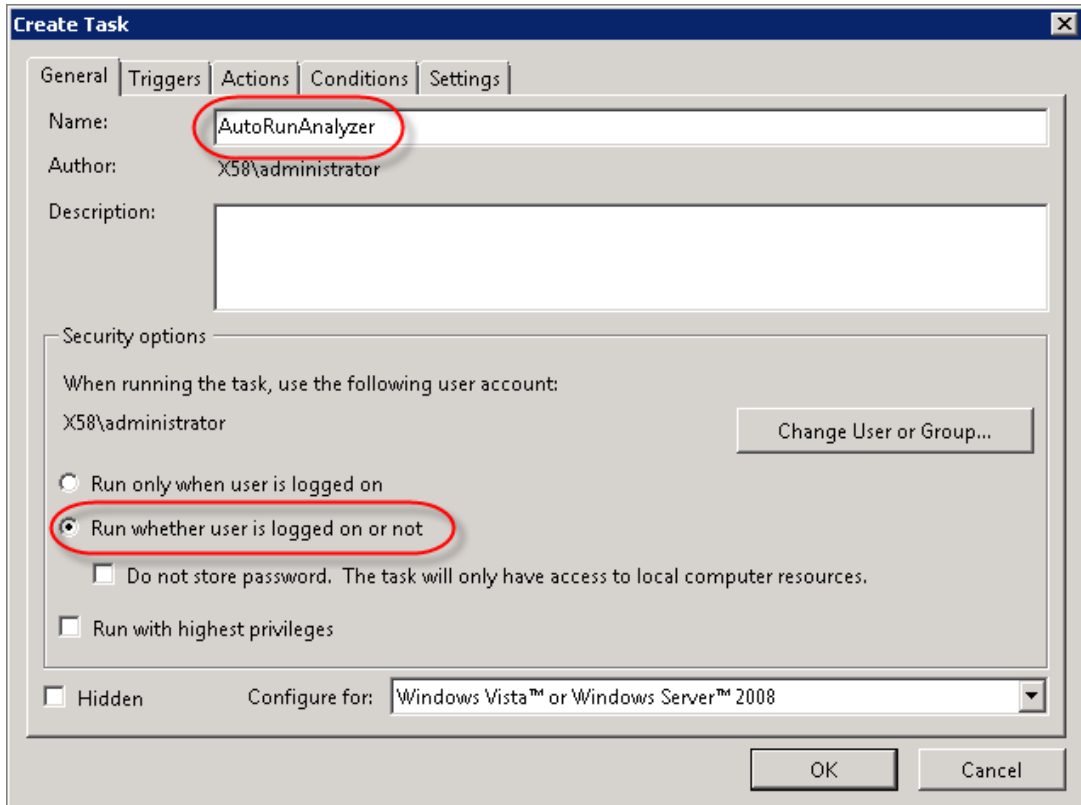 Create Task
General Triggers Actions Conditions Settings
Name: AutoRunAnalyzer
Author: X58\administrator
Description:
Security options
When running the task, use the following user account:
X58\administrator
Change User or Group...
Run only when user is logged on
Run whether user is logged on or not
Do not store password. The task will only have access to local computer resources.
Run with highest privileges
Hidden Configure for: Windows Vista™ or Windows Server™ 2008
OK Cancel